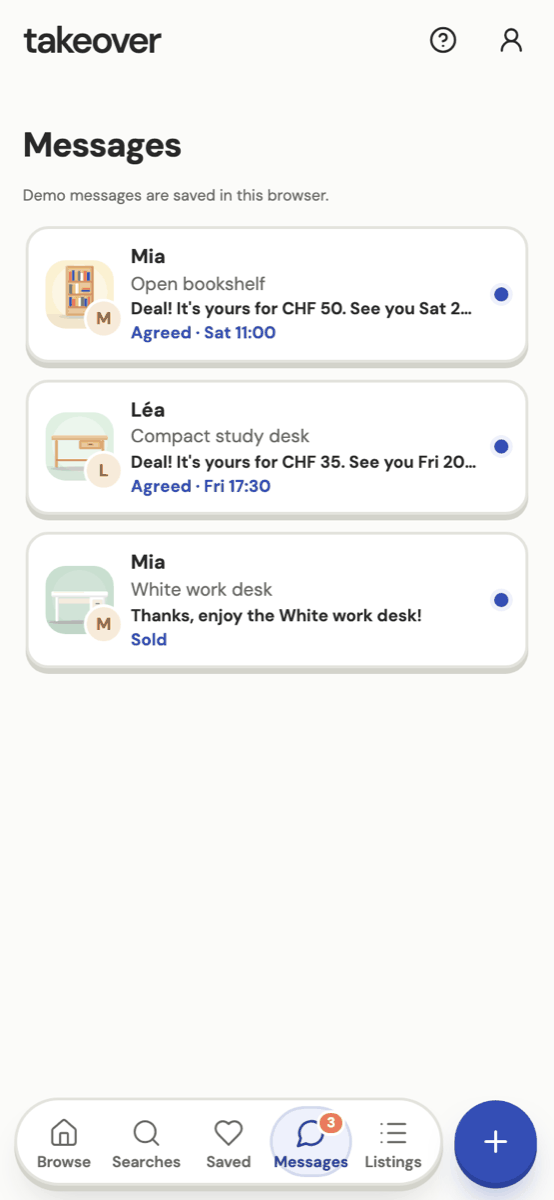 takeover
Messages
Demo messages are saved in this browser.
Mia
Open bookshelf
Deal! It's yours for CHF 50. See you Sat 2...
Agreed · Sat 11:00
M
Léa
Compact study desk
Deal! It's yours for CHF 35. See you Fri 20...
Agreed · Fri 17:30
L
Mia
White work desk
Thanks, enjoy the White work desk!
Sold
M
3
Browse
Searches
Saved
Messages
Listings